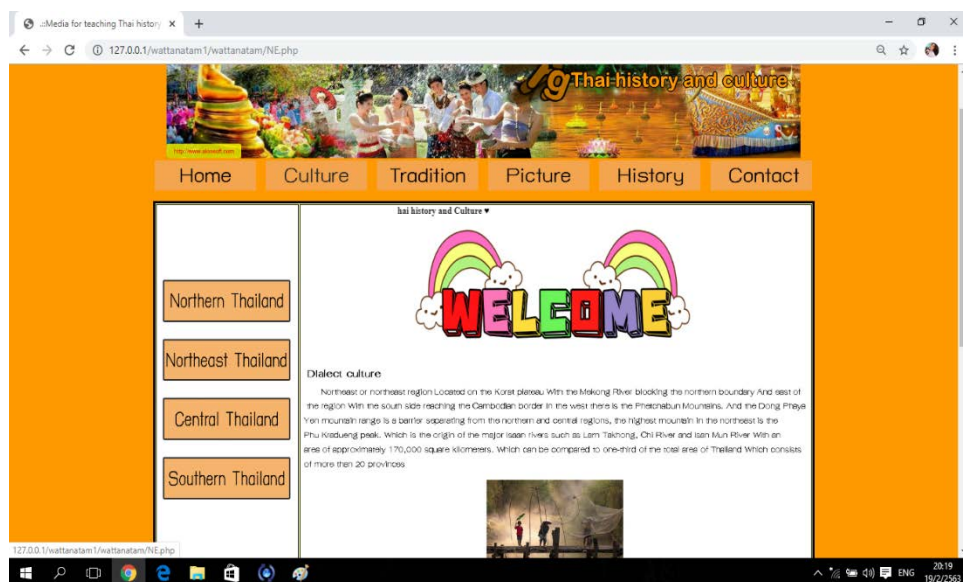 .::Media for teaching Thai history
127.0.0.1/wattanatam1/wattanatam/NE.php
Thai history and culture
http://www.
Home Culture Tradition Picture History Contact
hai history and Culture ♥
WELCOME
Northern Thailand
Northeast Thailand
Central Thailand
Southern Thailand
Dialect culture
Northeast or northeast region Located on the Korat plateau With the Mekong River blocking the northern boundary And east of
the region With the south side reaching the Cambodian border In the west there is the Phetchabun Mountains. And the Dong Phaya
Yen mountain range is a barrier separating from the northern and central regions, the highest mountain in the northeast is the
Phu Kradueng peak. Which is the origin of the major Isaan rivers such as Lam Takhong, Chi River and Isan Mun River With an
area of approximately 170,000 square kilometers. Which can be compared to one-third of the total area of Thailand Which consists
of more than 20 provinces
127.0.0.1/wattanatam1/wattanatam/NE.php
ENG
20:19
19/2/2563